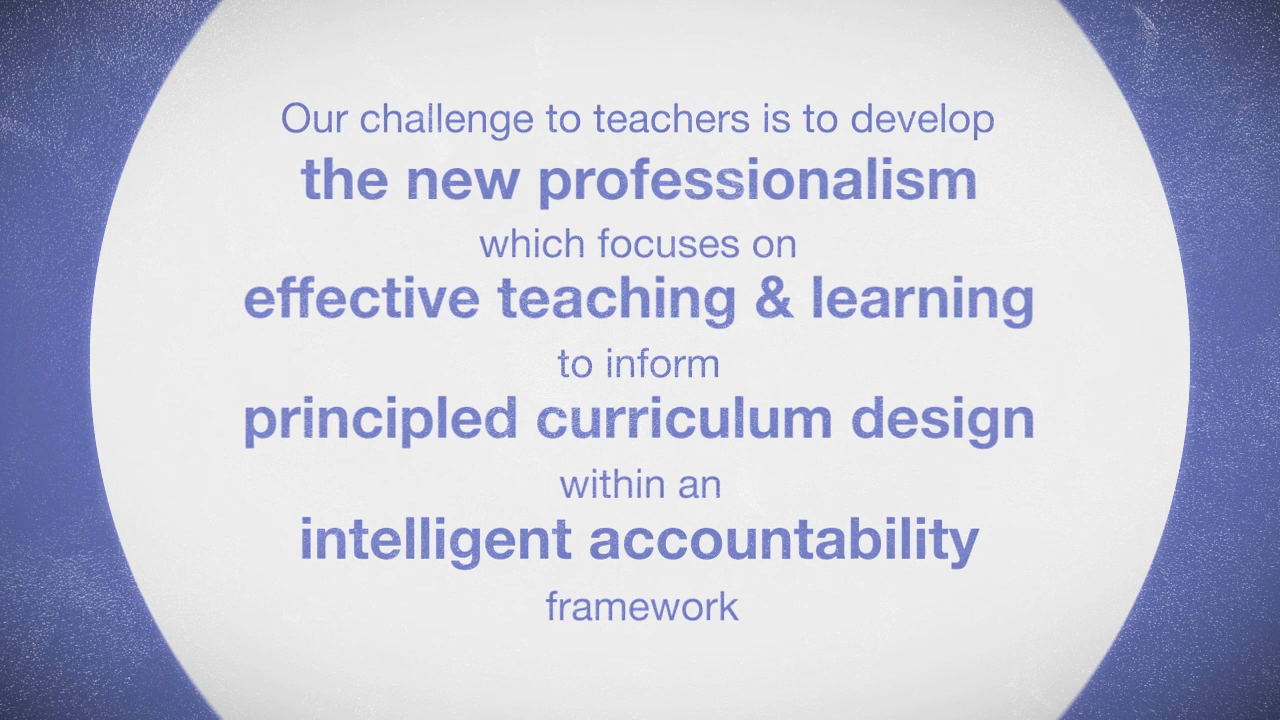 Our challenge to teachers is to develop
the new professionalism
which focuses on
effective teaching & learning
to inform
principled curriculum design
within an
intelligent accountability
framework